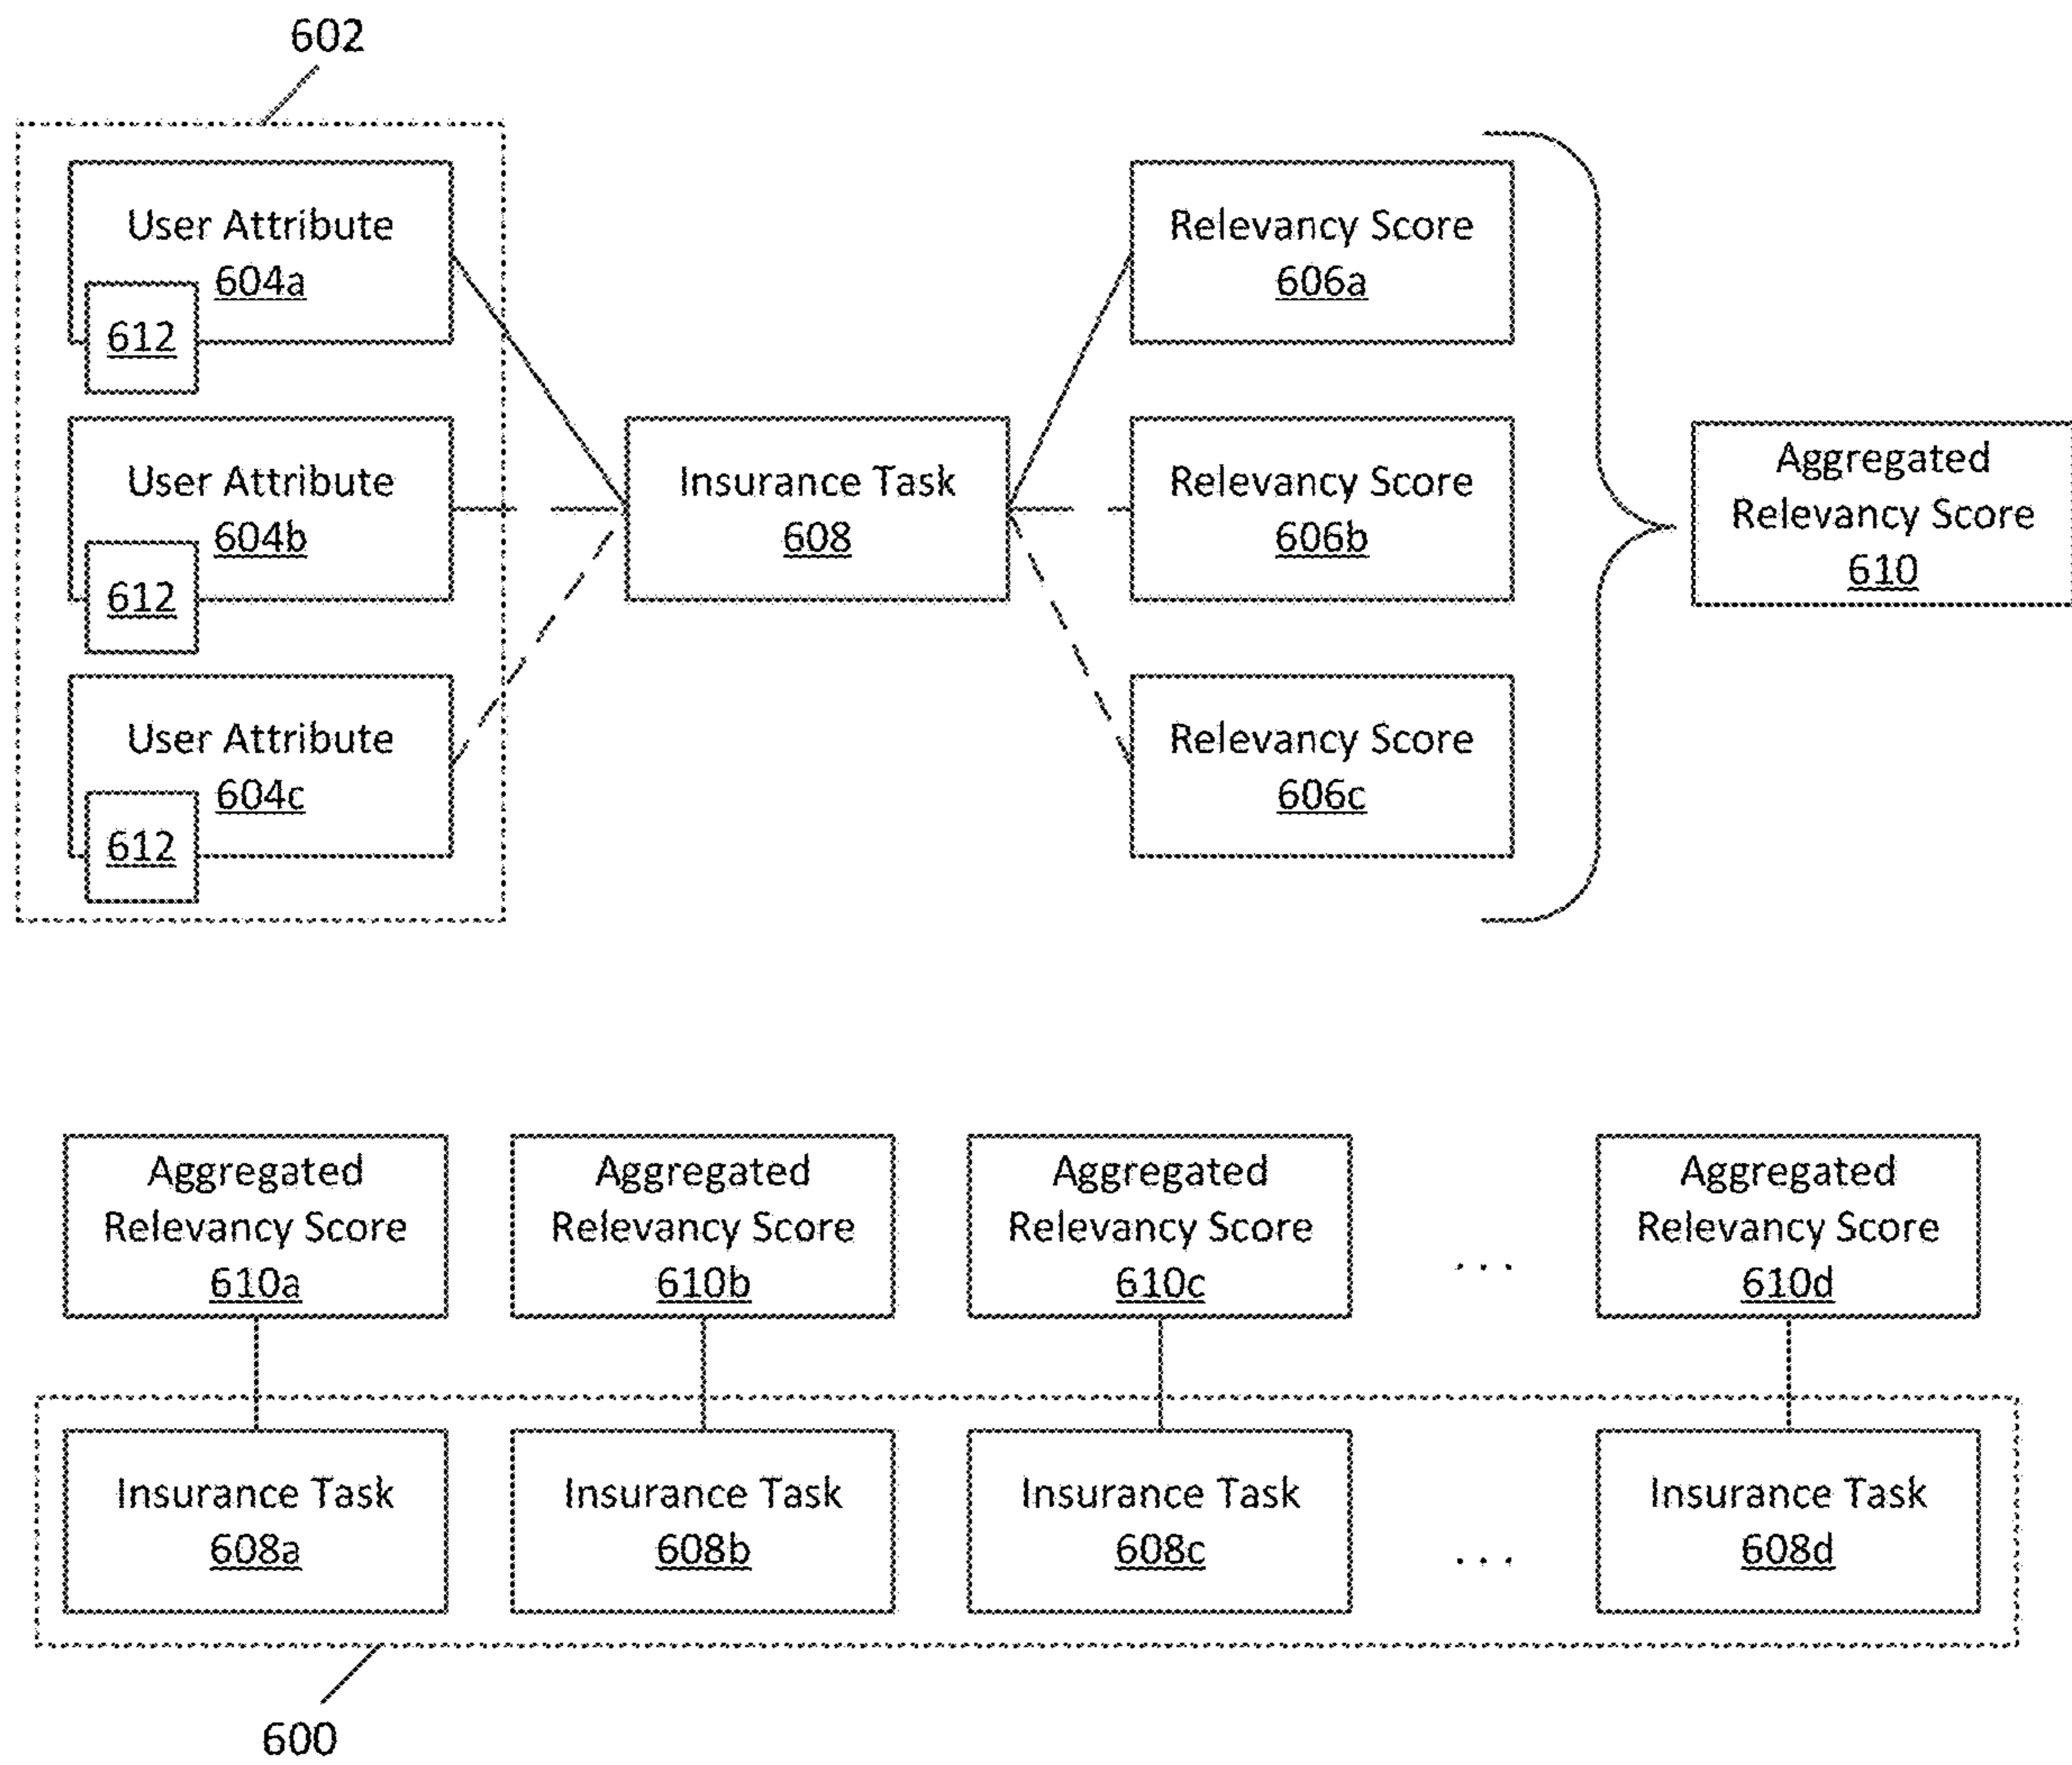 602
User Attribute
604a
612
User Attribute
604b
612
User Attribute
604c
612
Insurance Task
608
Relevancy Score
606a
Relevancy Score
606b
Relevancy Score
606c
Aggregated
Relevancy Score
610
Aggregated
Relevancy Score
610a
Aggregated
Relevancy Score
610b
Aggregated
Relevancy Score
610c
...
Aggregated
Relevancy Score
610d
Insurance Task
608a
Insurance Task
608b
Insurance Task
608c
...
Insurance Task
608d
600